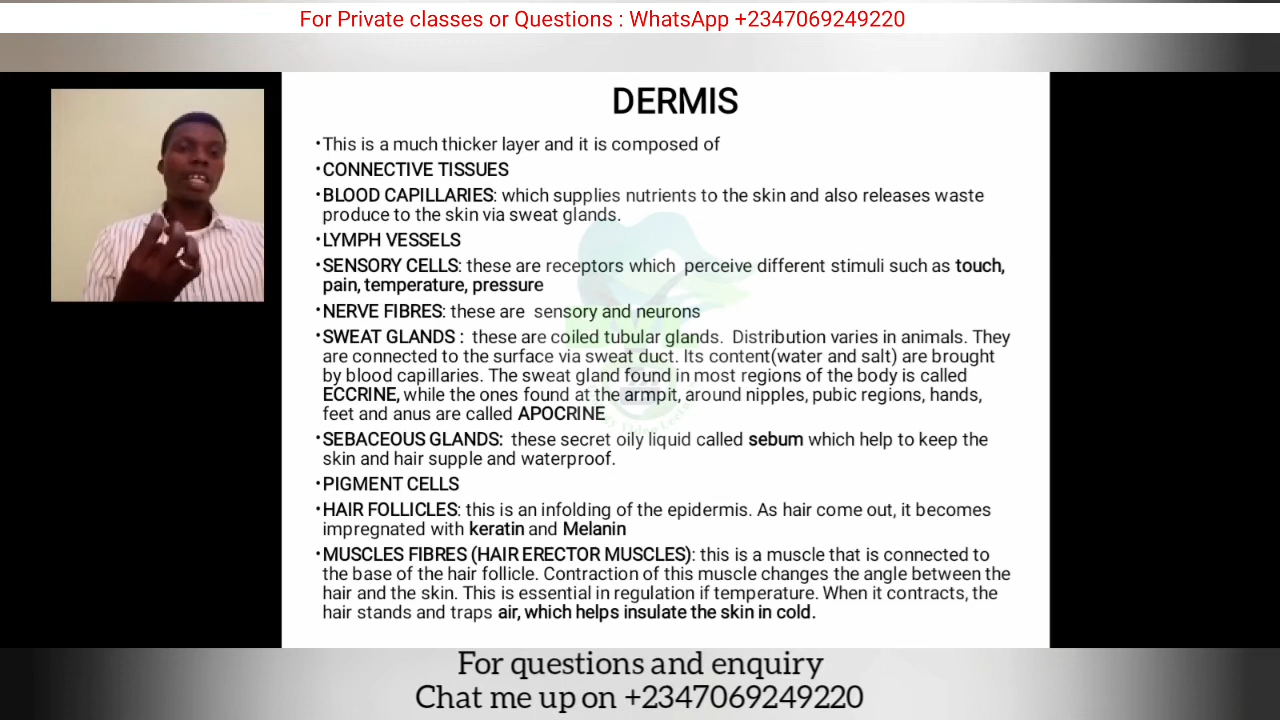 For Private classes or Questions : WhatsApp +2347069249220
DERMIS
•This is a much thicker layer and it is composed of
•CONNECTIVE TISSUES
•BLOOD CAPILLARIES: which supplies nutrients to the skin and also releases waste
produce to the skin via sweat glands.
•LYMPH VESSELS
•SENSORY CELLS: these are receptors which perceive different stimuli such as touch,
pain, temperature, pressure
•NERVE FIBRES: these are sensory and neurons
•SWEAT GLANDS : these are coiled tubular glands. Distribution varies in animals. They
are connected to the surface via sweat duct. Its content(water and salt) are brought
by blood capillaries. The sweat gland found in most regions of the body is called
ECCRINE, while the ones found at the armpit, around nipples, pubic regions, hands,
feet and anus are called APOCRINE
•SEBACEOUS GLANDS: these secret oily liquid called sebum which help to keep the
skin and hair supple and waterproof.
•PIGMENT CELLS
•HAIR FOLLICLES: this is an infolding of the epidermis. As hair come out, it becomes
impregnated with keratin and Melanin
•MUSCLES FIBRES (HAIR ERECTOR MUSCLES): this is a muscle that is connected to
the base of the hair follicle. Contraction of this muscle changes the angle between the
hair and the skin. This is essential in regulation if temperature. When it contracts, the
hair stands and traps air, which helps insulate the skin in cold.
For questions and enquiry
Chat me up on +2347069249220